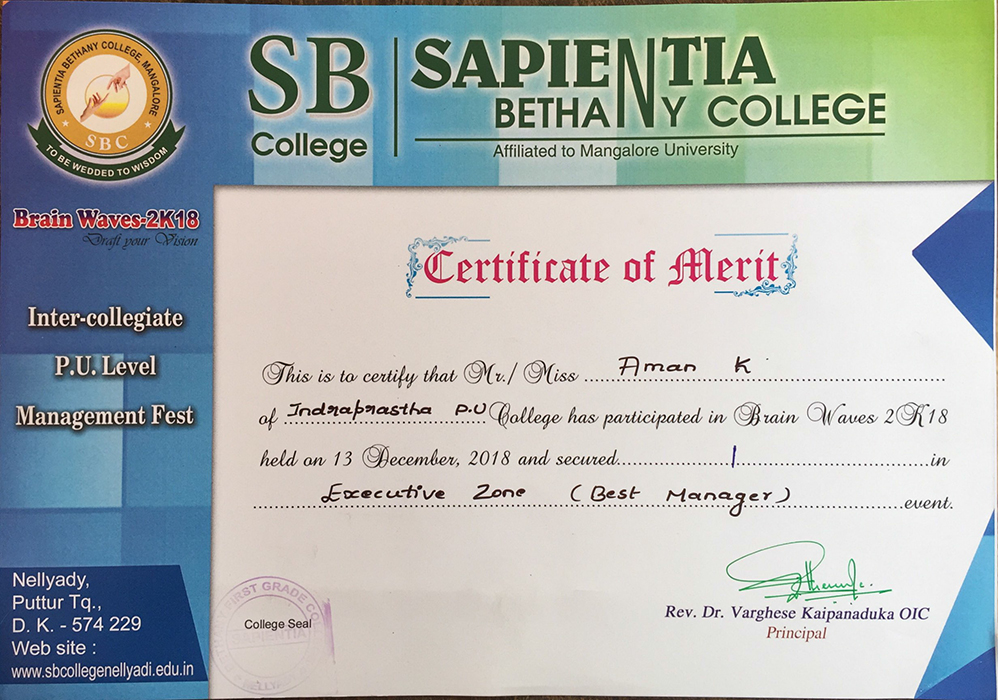 SAPIENTIA BETHANY COLLEGE, MANGALORE
SBC
TO BE WEDDED TO WISDOM
SB
College
SAPIENTIA
BETHANY COLLEGE
Affiliated to Mangalore University
Brain Waves-2K18
Draft your Vision
Inter-collegiate
P.U. Level
Management Fest
Certificate of Merit
This is to certify that Mr./ Miss Aman K
of Indraprastha P.U College has participated in Brain Waves 2K18
held on 13 December, 2018 and secured 1 in
Executive Zone (Best Manager) event.
Nellyady,
Puttur Tq.,
D. K. - 574 229
Web site :
www.sbcollegenellyadi.edu.in
FIRST GRADE
SAPIENTIA
College Seal
Rev. Dr. Varghese Kaipanaduka OIC
Principal